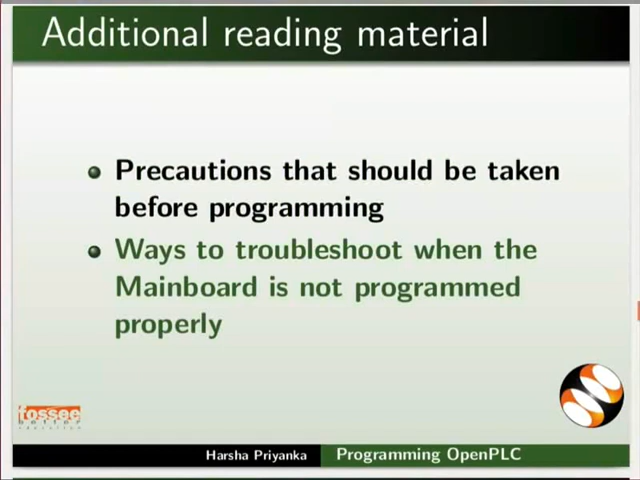 Additional reading material
Precautions that should be taken
before programming
Ways to troubleshoot when the
Mainboard is not programmed
properly
fossee
Harsha Priyanka
Programming OpenPLC